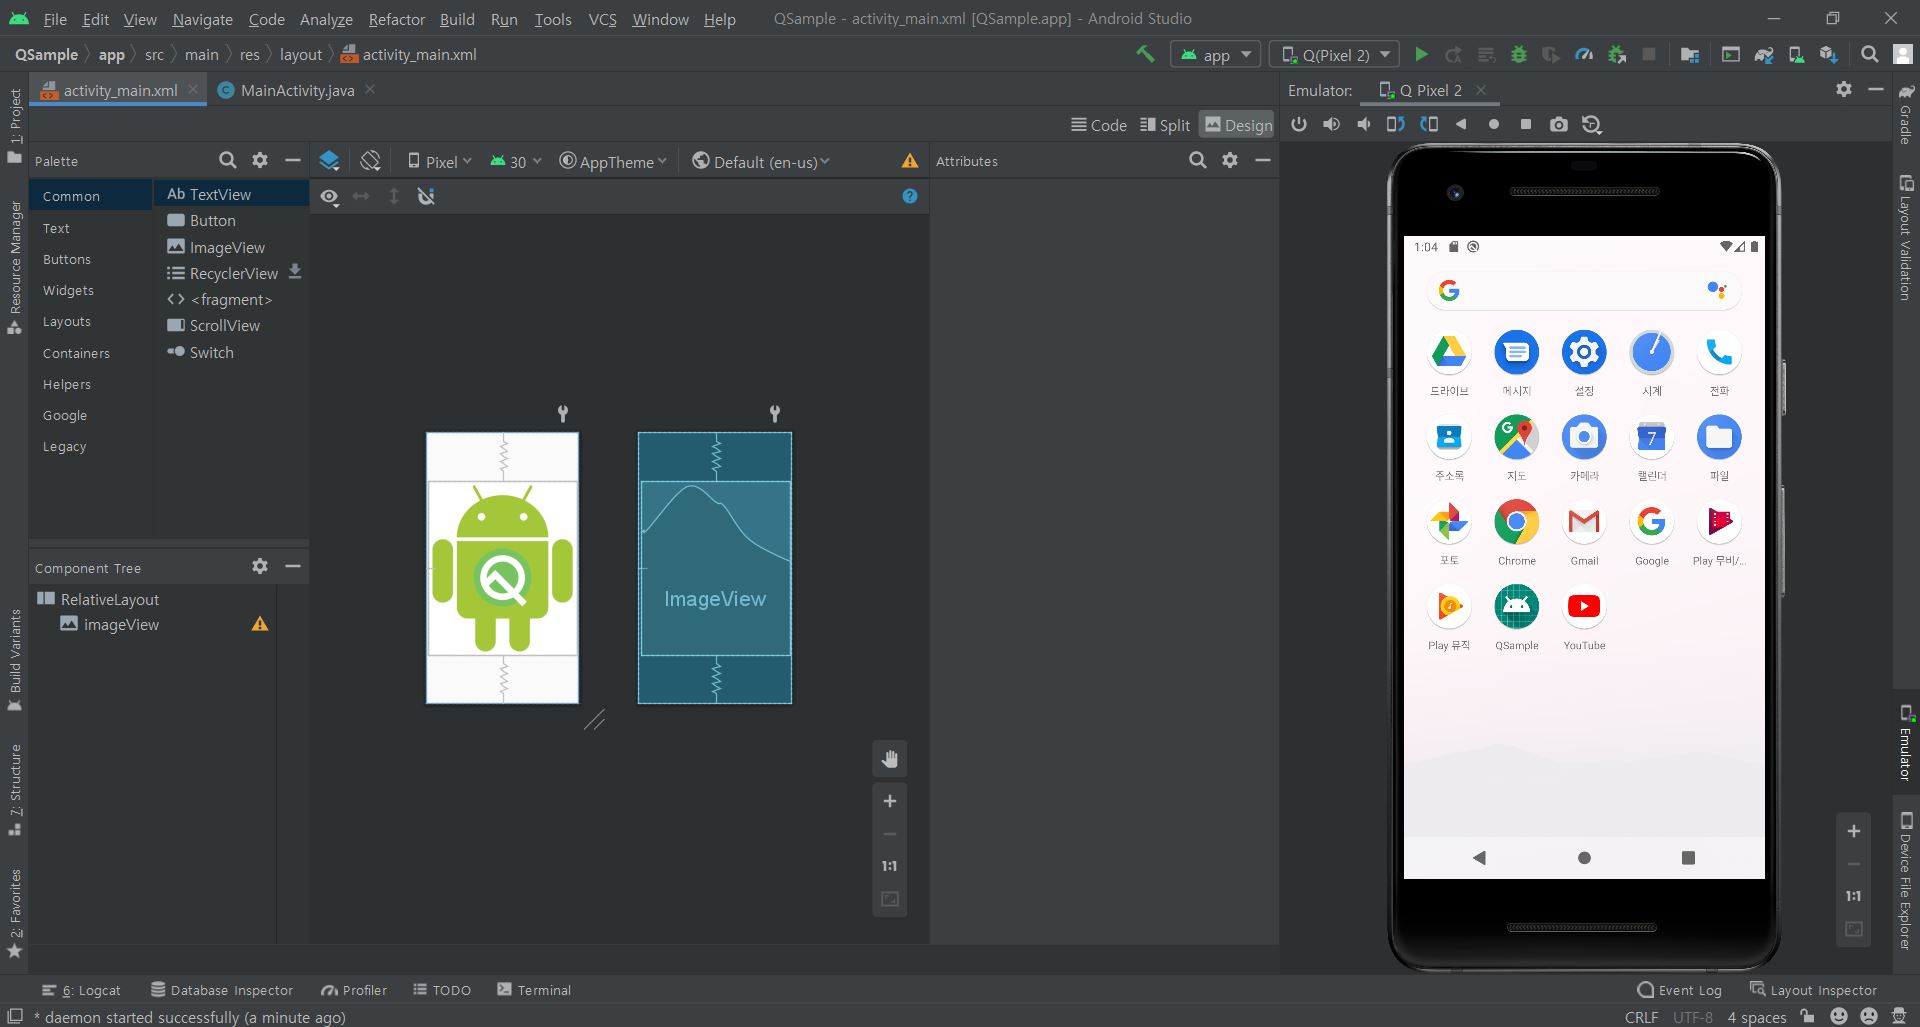 File Edit View Navigate Code Analyze Refactor Build Run Tools VCS Window Help QSample - activity_main.xml [QSample.app] - Android Studio
QSample app src main res layout activity_main.xml app Q(Pixel 2)
activity_main.xml MainActivity.java Emulator: Q Pixel 2
Code Split Design
Palette Pixel 30 AppTheme Default (en-us) Attributes
Common
Text
Buttons
Widgets
Layouts
Containers
Helpers
Google
Legacy
Ab TextView
Button
ImageView
RecyclerView
<fragment>
ScrollView
Switch
Component Tree
RelativeLayout
imageView
ImageView
1:1
1:04
드라이브 메시지 설정 시계 전화
주소록 지도 카메라 캘린더 파일
7
포토 Chrome Gmail Google Play 무비/...
Play 뮤직 QSample YouTube
1:1
1: Project
Resource Manager
Build Variants
7: Structure
2: Favorites
Gradle
Layout Validation
Emulator
Device File Explorer
6: Logcat Database Inspector Profiler TODO Terminal Event Log Layout Inspector
* daemon started successfully (a minute ago) CRLF UTF-8 4 spaces